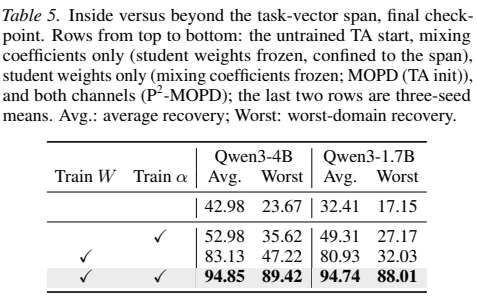 Table 5. Inside versus beyond the task-vector span, final check-
point. Rows from top to bottom: the untrained TA start, mixing
coefficients only (student weights frozen, confined to the span),
student weights only (mixing coefficients frozen; MOPD (TA init)),
and both channels (P²-MOPD); the last two rows are three-seed
means. Avg.: average recovery; Worst: worst-domain recovery.
Qwen3-4B Qwen3-1.7B
Train W Train α Avg. Worst Avg. Worst
42.98 23.67 32.41 17.15
✓ 52.98 35.62 49.31 27.17
✓ 83.13 47.22 80.93 32.03
✓ ✓ 94.85 89.42 94.74 88.01